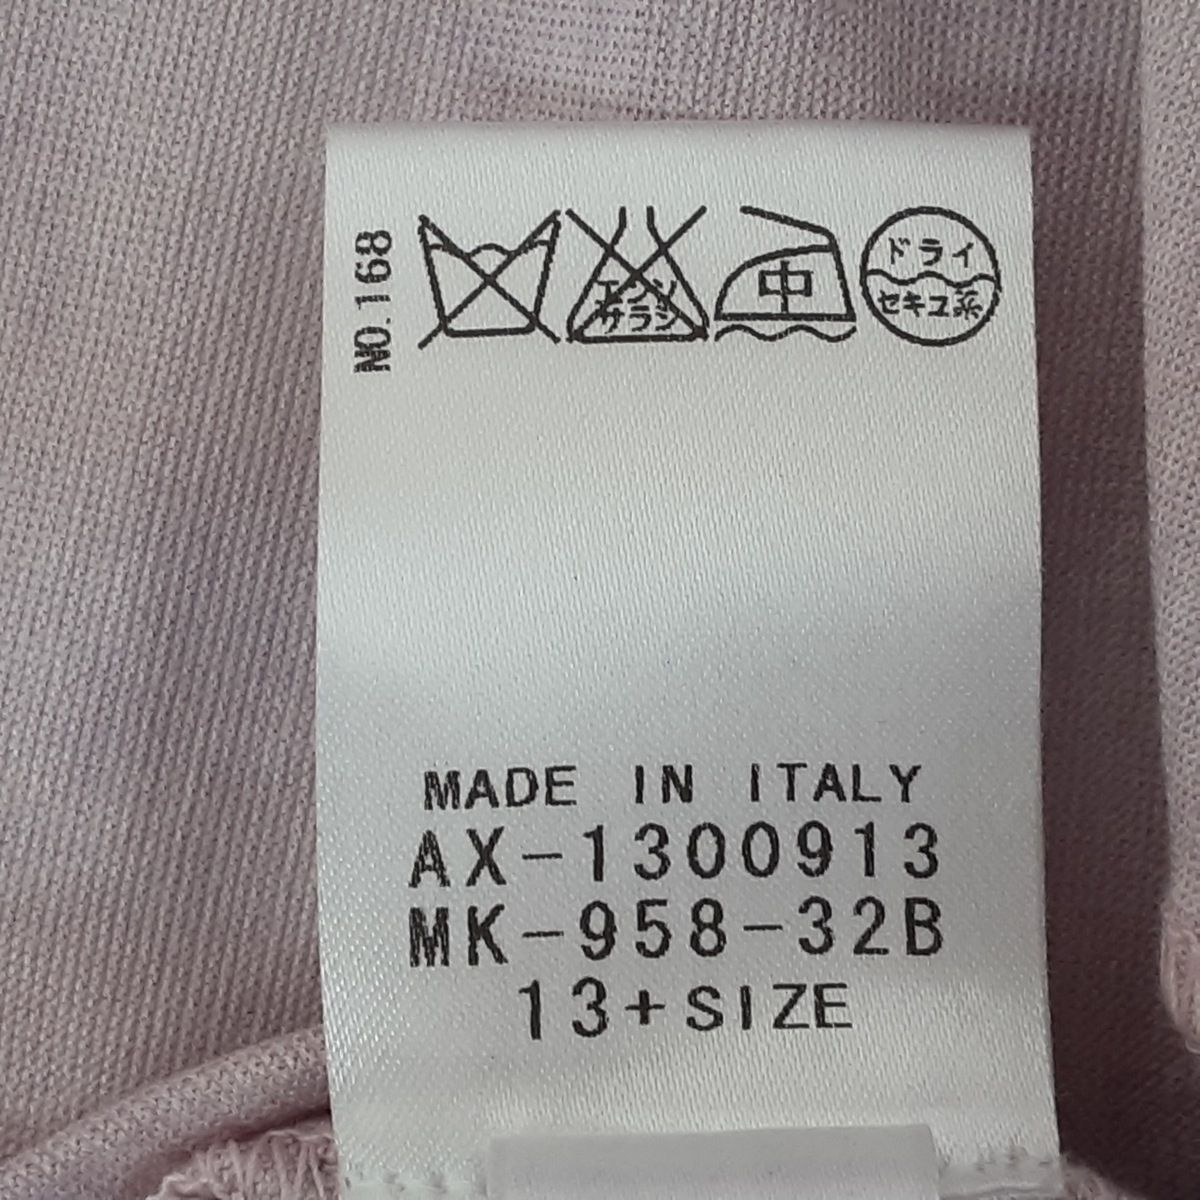 NO.168
エンソ
サラシ
中
ドライ
セキユ系
MADE IN ITALY
AX-1300913
MK-958-32B
13+SIZE